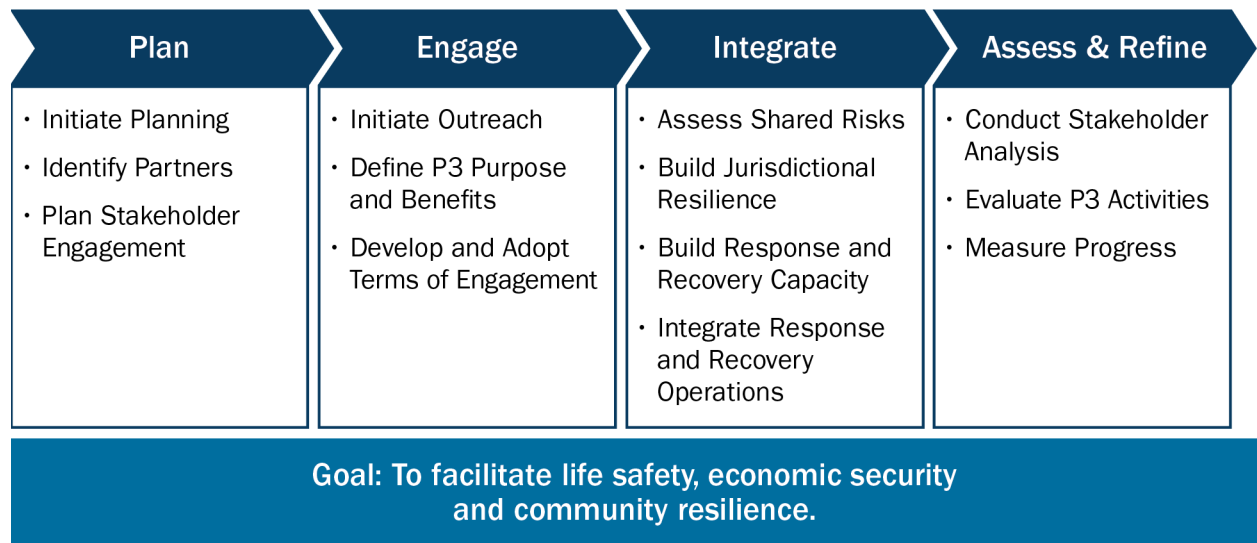 Plan
• Initiate Planning
• Identify Partners
• Plan Stakeholder
Engagement
Engage
• Initiate Outreach
• Define P3 Purpose
and Benefits
• Develop and Adopt
Terms of Engagement
Integrate
• Assess Shared Risks
• Build Jurisdictional
Resilience
• Build Response and
Recovery Capacity
• Integrate Response
and Recovery
Operations
Assess & Refine
• Conduct Stakeholder
Analysis
• Evaluate P3 Activities
• Measure Progress
Goal: To facilitate life safety, economic security
and community resilience.